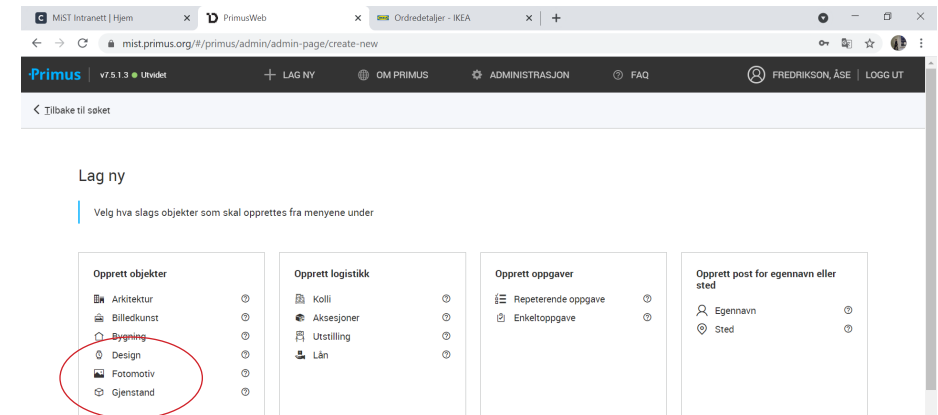 MiST Intranett | Hjem
PrimusWeb
Ordredetaljer - IKEA
mist.primus.org/#/primus/admin/admin-page/create-new
Primus v7.5.1.3 Utvidet LAG NY OM PRIMUS ADMINISTRASJON FAQ FREDRIKSON, ÅSE | LOGG UT
Tilbake til søket
Lag ny
Velg hva slags objekter som skal opprettes fra menyene under
Opprett objekter
Arkitektur
Billedkunst
Bygning
Design
Fotomotiv
Gjenstand
Opprett logistikk
Kolli
Aksesjoner
Utstilling
Lån
Opprett oppgaver
Repeterende oppgave
Enkeltoppgave
Opprett post for egennavn eller
sted
Egennavn
Sted